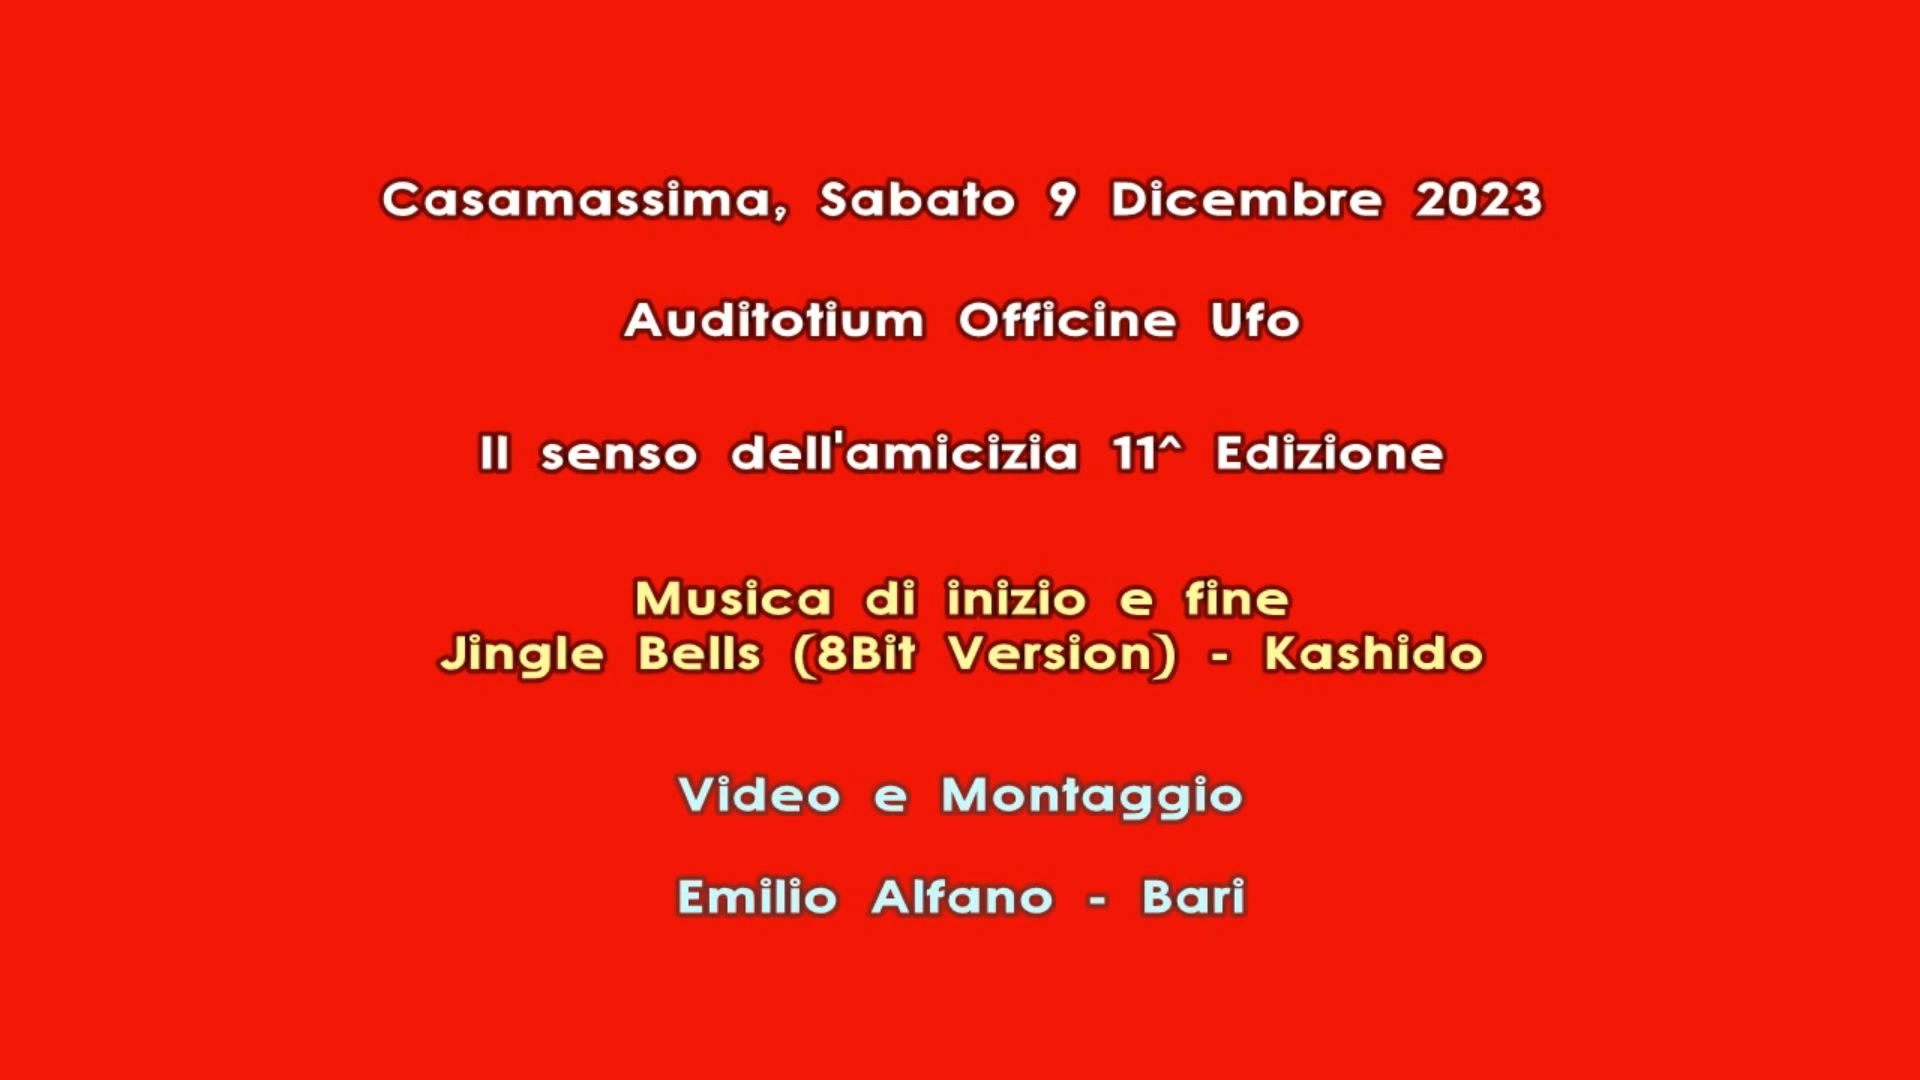 Casamassima, Sabato 9 Dicembre 2023
Auditotium Officine Ufo
Il senso dell'amicizia 11^ Edizione
Musica di inizio e fine
Jingle Bells (8Bit Version) - Kashido
Video e Montaggio
Emilio Alfano - Bari